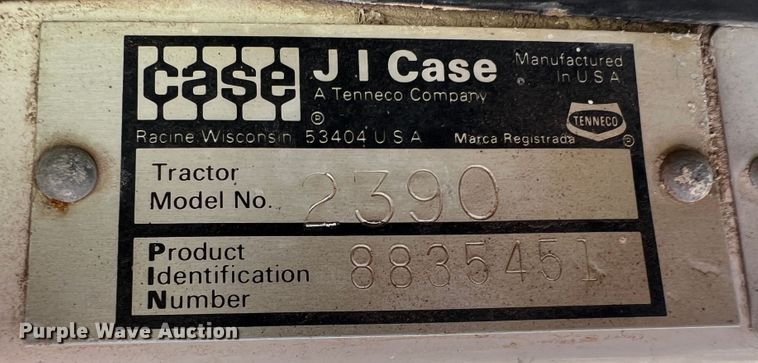 case J I Case Manufactured
A Tenneco Company In U.S.A.
® TENNECO
Racine, Wisconsin 53404 U.S.A. Marca Registrada ®
Tractor
Model No. 2390
Product
Identification 8835451
Number
Purple Wave Auction